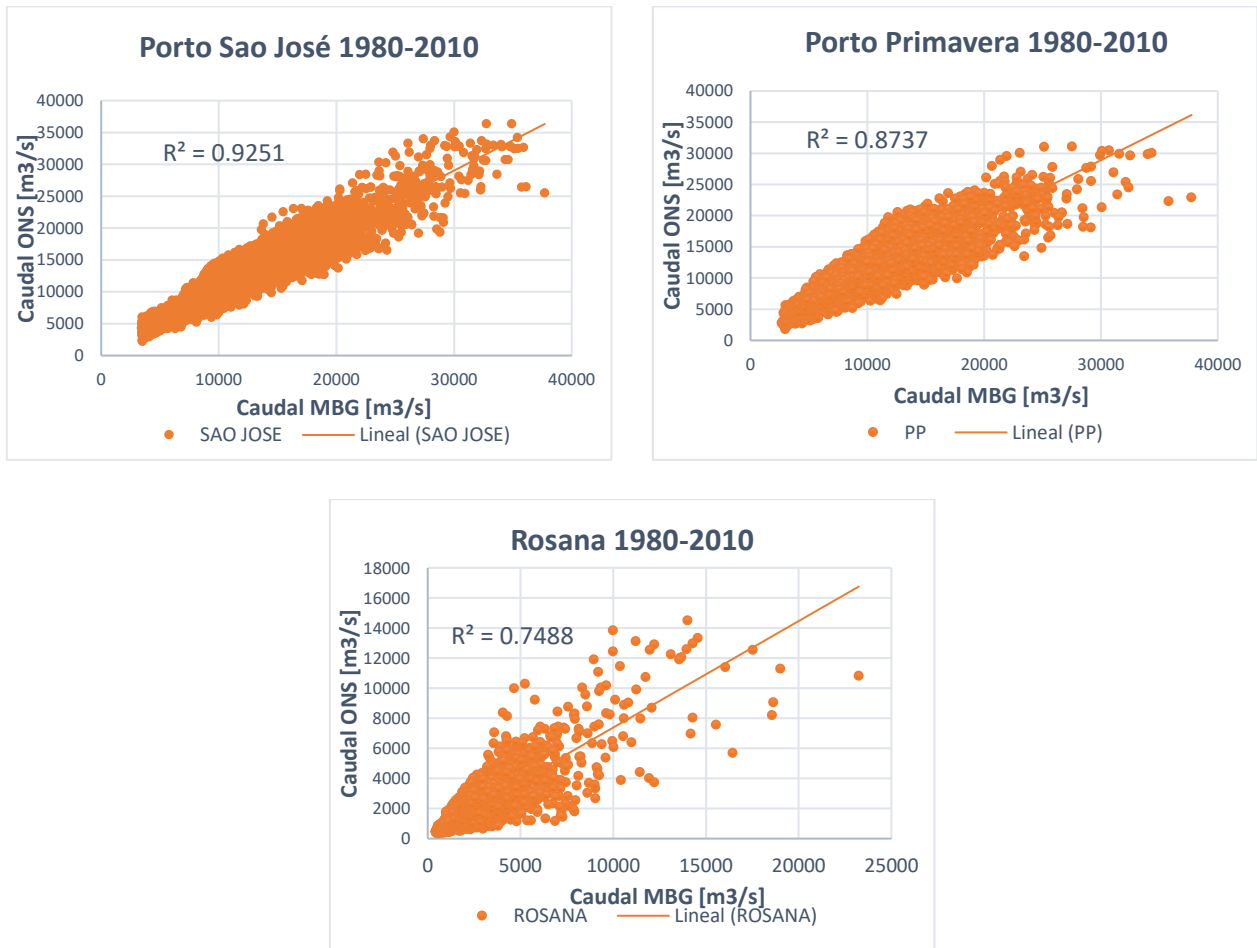 Porto Sao José 1980-2010
40000
35000
30000
25000
20000
15000
10000
5000
0
Caudal ONS [m3/s]
R² = 0.9251
0 10000 20000 30000 40000
Caudal MBG [m3/s]
SAO JOSE Lineal (SAO JOSE)
Porto Primavera 1980-2010
40000
35000
30000
25000
20000
15000
10000
5000
0
Caudal ONS [m3/s]
R² = 0.8737
0 10000 20000 30000 40000
Caudal MBG [m3/s]
PP Lineal (PP)
Rosana 1980-2010
18000
16000
14000
12000
10000
8000
6000
4000
2000
0
Caudal ONS [m3/s]
R² = 0.7488
0 5000 10000 15000 20000 25000
Caudal MBG [m3/s]
ROSANA Lineal (ROSANA)